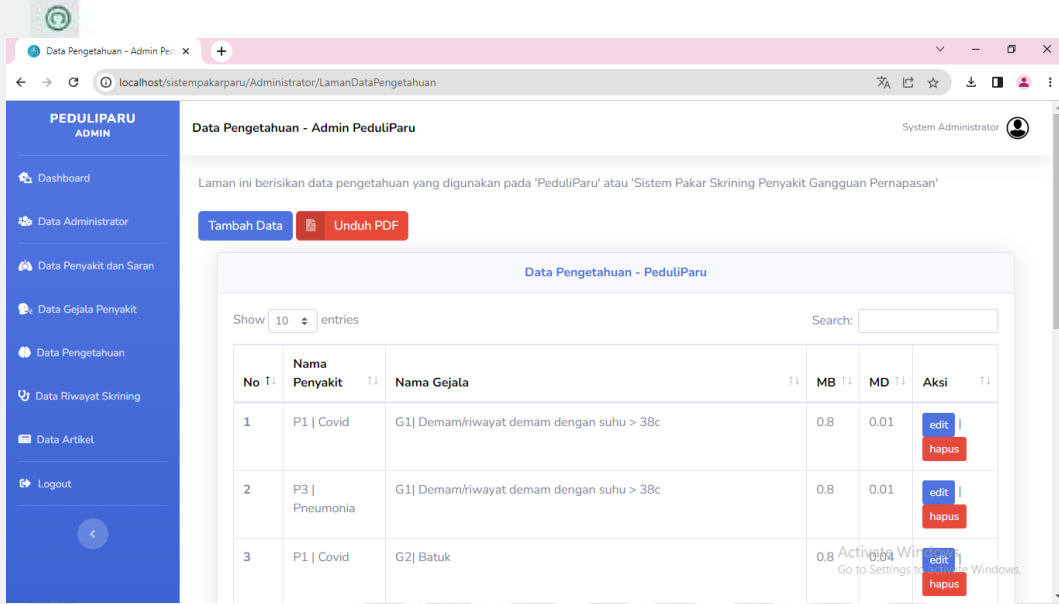 Data Pengetahuan - Admin Ped
localhost/sistempakarparu/Administrator/LamanDataPengetahuan
PEDULIPARU
ADMIN
Data Pengetahuan - Admin PeduliParu
System Administrator
Dashboard
Data Administrator
Data Penyakit dan Saran
Data Gejala Penyakit
Data Pengetahuan
Data Riwayat Skrining
Data Artikel
Logout
Laman ini berisikan data pengetahuan yang digunakan pada 'PeduliParu' atau 'Sistem Pakar Skrining Penyakit Gangguan Pernapasan'
Tambah Data Unduh PDF
Data Pengetahuan - PeduliParu
Show 10 entries Search:
No Nama Penyakit Nama Gejala MB MD Aksi
1 P1 | Covid G1| Demam/riwayat demam dengan suhu > 38c 0.8 0.01 edit |
hapus
2 P3 | Pneumonia G1| Demam/riwayat demam dengan suhu > 38c 0.8 0.01 edit |
hapus
3 P1 | Covid G2| Batuk 0.8 0.04 edit |
hapus
Activate Windows
Go to Settings to activate Windows.